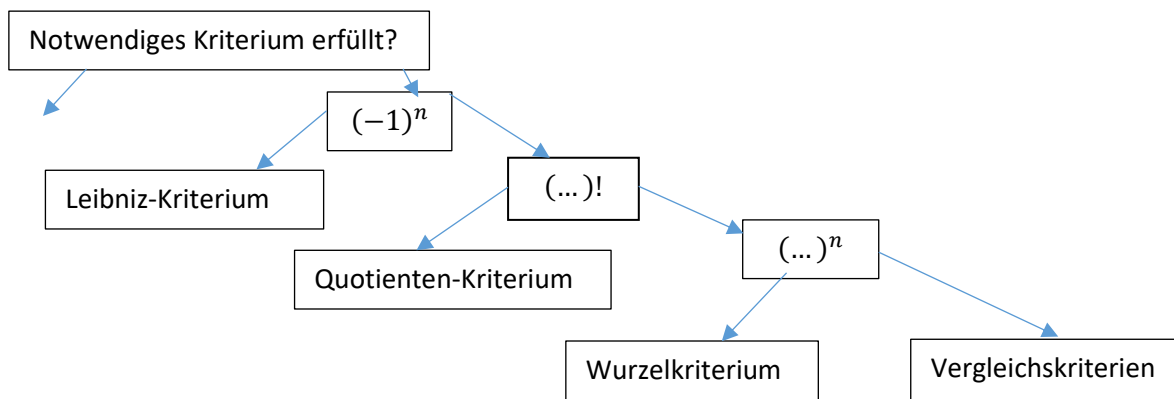 Notwendiges Kriterium erfüllt?
(−1)ⁿ
Leibniz-Kriterium
(…)!
Quotienten-Kriterium
(…)ⁿ
Wurzelkriterium
Vergleichskriterien